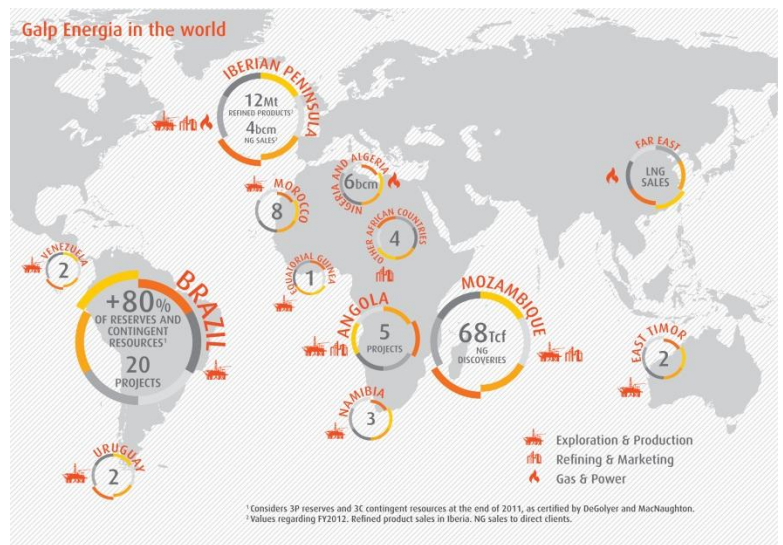 Galp Energia in the world
IBERIAN PENINSULA
12Mt
REFINED PRODUCTS²
4bcm
NG SALES²
FAR EAST
LNG
SALES
NIGERIA AND ALGERIA
6bcm
MOROCCO
8
OTHER AFRICAN COUNTRIES
4
VENEZUELA
2
EQUATORIAL GUINEA
1
BRAZIL
+80%
OF RESERVES AND
CONTINGENT
RESOURCES¹
20
PROJECTS
ANGOLA
5
PROJECTS
MOZAMBIQUE
68Tcf
NG
DISCOVERIES
EAST TIMOR
2
NAMIBIA
3
URUGUAY
2
Exploration & Production
Refining & Marketing
Gas & Power
¹ Considers 3P reserves and 3C contingent resources at the end of 2011, as certified by DeGolyer and MacNaughton.
² Values regarding FY2012. Refined product sales in Iberia. NG sales to direct clients.